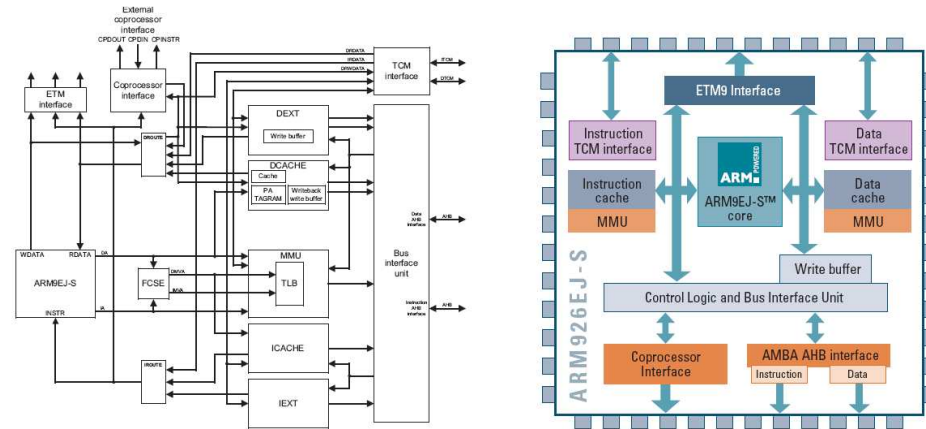 External
coprocessor
interface
CPDOUT CPDIN CPINSTR
ETM
interface
Coprocessor
interface
DROUTE
DRDATA
IRDATA
DRWDATA
TCM
interface
ITCM
DTCM
DEXT
Write buffer
DCACHE
Cache
PA
TAGRAM
Writeback
write buffer
Data
AHB
interface
AHB
Bus
interface
unit
Instruction
AHB
interface
AHB
WDATA
RDATA
ARM9EJ-S
INSTR
DA
IA
FCSE
DMVA
IMVA
MMU
TLB
ICACHE
IROUTE
IEXT
ARM926EJ-S
ETM9 Interface
Instruction
TCM interface
Data
TCM interface
ARM
POWERED
ARM9EJ-S™
core
Instruction
cache
MMU
Data
cache
MMU
Write buffer
Control Logic and Bus Interface Unit
Coprocessor
Interface
AMBA AHB interface
Instruction
Data